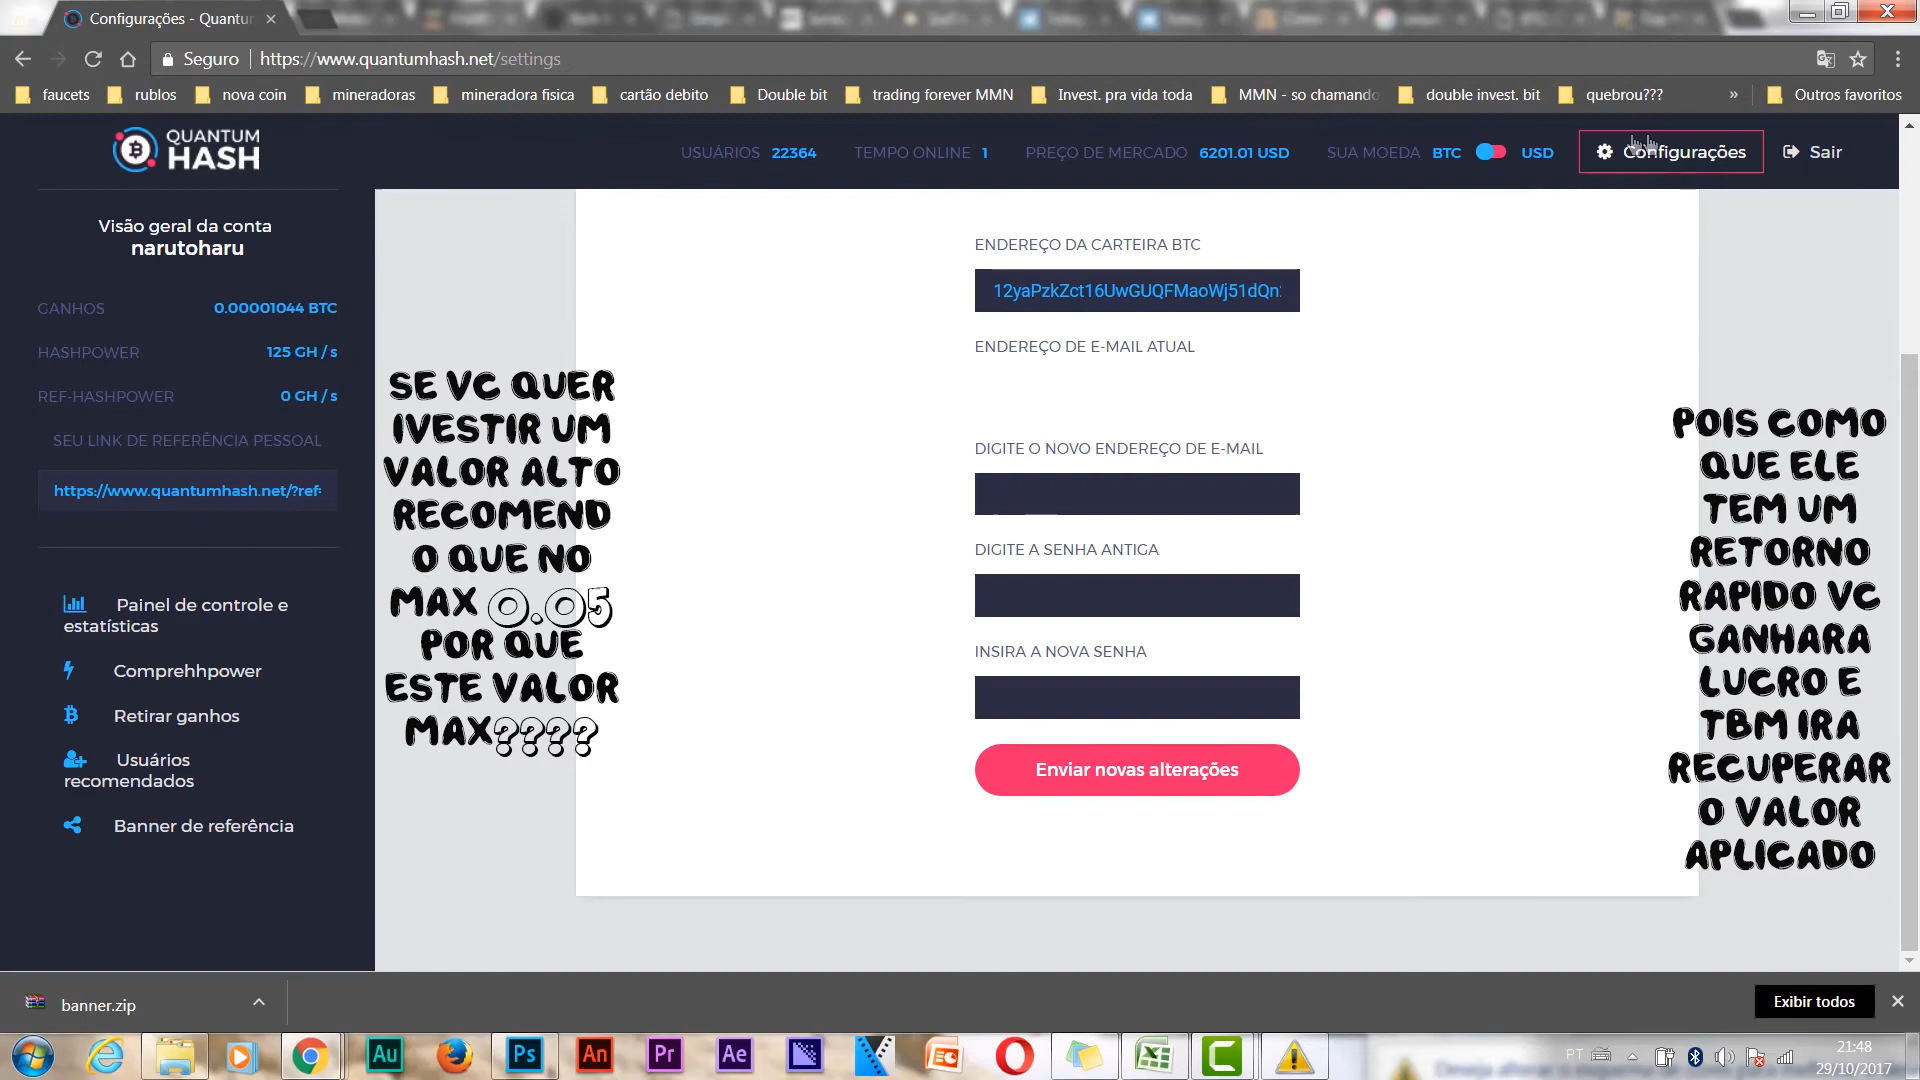 Configurações - Quantu
Seguro
https://www.quantumhash.net/settings
faucets
rublos
nova coin
mineradoras
mineradora fisica
cartão debito
Double bit
trading forever MMN
Invest. pra vida toda
MMN - so chamando
double invest. bit
quebrou???
»
Outros favoritos
QUANTUM
HASH
USUÁRIOS 22364
TEMPO ONLINE 1
PREÇO DE MERCADO 6201.01 USD
SUA MOEDA BTC USD
Configurações
Sair
Visão geral da conta
narutoharu
GANHOS 0.00001044 BTC
HASHPOWER 125 GH / s
REF-HASHPOWER 0 GH / s
SEU LINK DE REFERÊNCIA PESSOAL
https://www.quantumhash.net/?ref=
Painel de controle e
estatísticas
Comprehhpower
Retirar ganhos
Usuários
recomendados
Banner de referência
SE VC QUER
IVESTIR UM
VALOR ALTO
RECOMEND
O QUE NO
MAX 0.05
POR QUE
ESTE VALOR
MAX????
ENDEREÇO DA CARTEIRA BTC
12yaPzkZct16UwGUQFMaoWj51dQn
ENDEREÇO DE E-MAIL ATUAL
DIGITE O NOVO ENDEREÇO DE E-MAIL
DIGITE A SENHA ANTIGA
INSIRA A NOVA SENHA
Enviar novas alterações
POIS COMO
QUE ELE
TEM UM
RETORNO
RAPIDO VC
GANHARA
LUCRO E
TBM IRA
RECUPERAR
O VALOR
APLICADO
banner.zip
Exibir todos
Au
Ps
An
Pr
Ae
PT
21:48
29/10/2017